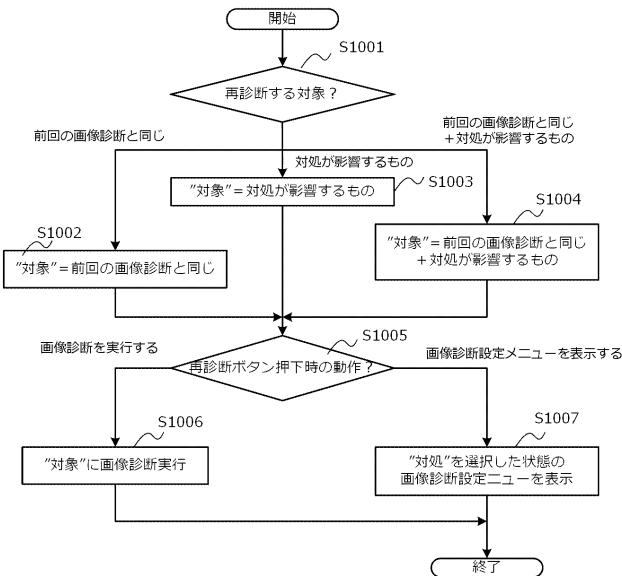 開始
S1001
再診断する対象？
前回の画像診断と同じ
対処が影響するもの
前回の画像診断と同じ
＋対処が影響するもの
”対象”＝対処が影響するもの
S1003
S1002
”対象”＝前回の画像診断と同じ
S1004
”対象”＝前回の画像診断と同じ
＋対処が影響するもの
S1005
再診断ボタン押下時の動作？
画像診断を実行する
画像診断設定メニューを表示する
S1006
”対象”に画像診断実行
S1007
”対処”を選択した状態の
画像診断設定ニューを表示
終了